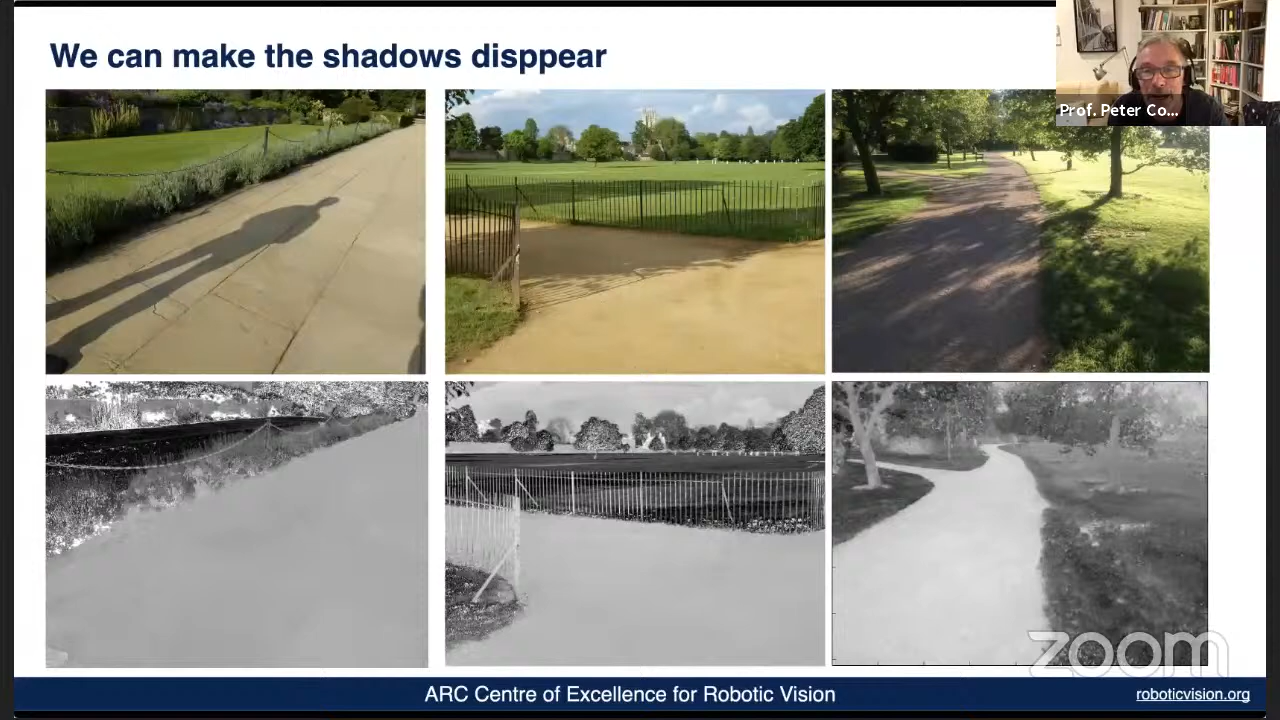 We can make the shadows disppear
Prof. Peter Co...
zoom
ARC Centre of Excellence for Robotic Vision
roboticvision.org